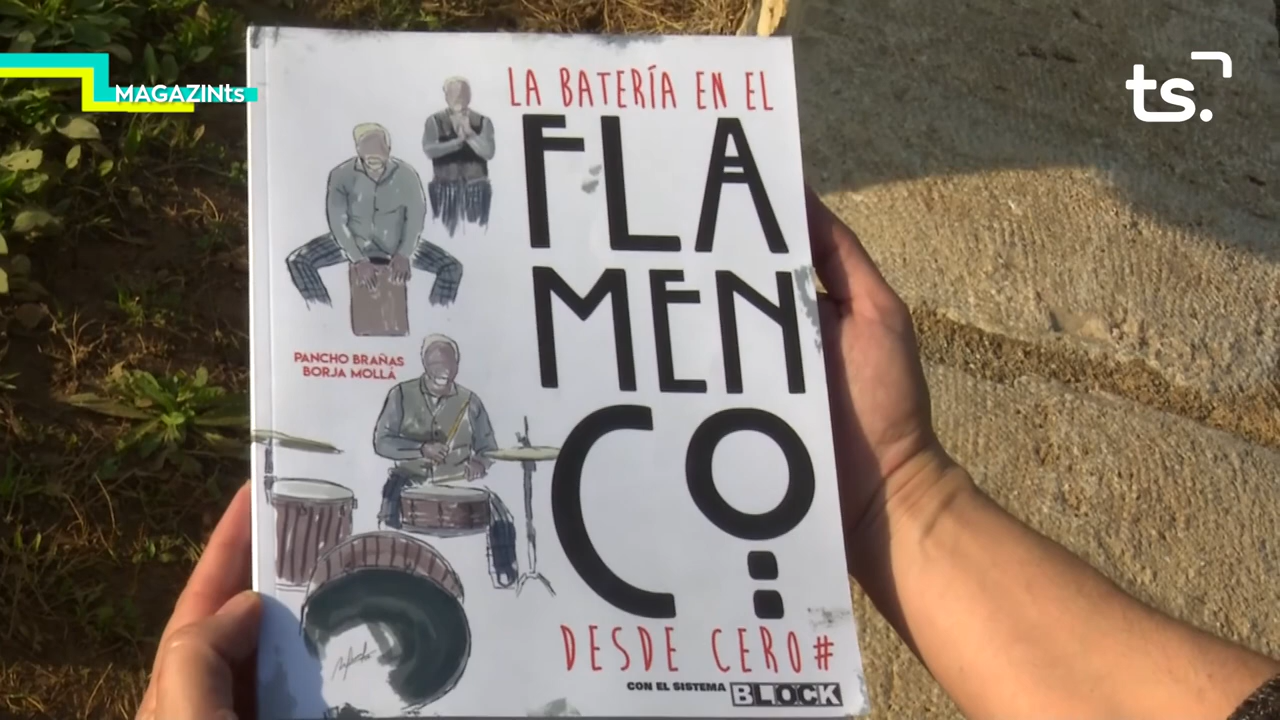 MAGAZINts
ts.
LA BATERÍA EN EL
FLA
MEN
CO
PANCHO BRAÑAS
BORJA MOLLÁ
DESDE CERO#
CON EL SISTEMA BLOCK